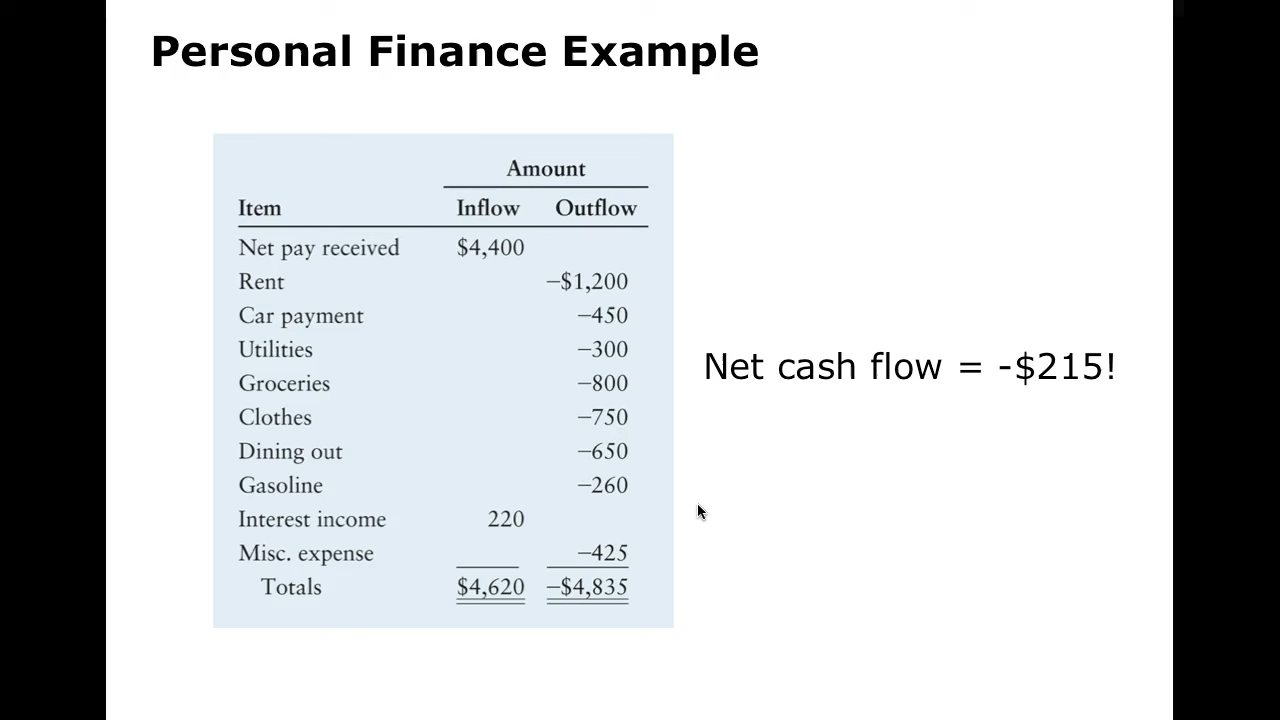 Personal Finance Example
Amount
Item Inflow Outflow
Net pay received $4,400
Rent –$1,200
Car payment –450
Utilities –300
Groceries –800
Clothes –750
Dining out –650
Gasoline –260
Interest income 220
Misc. expense –425
Totals $4,620 –$4,835
Net cash flow = -$215!